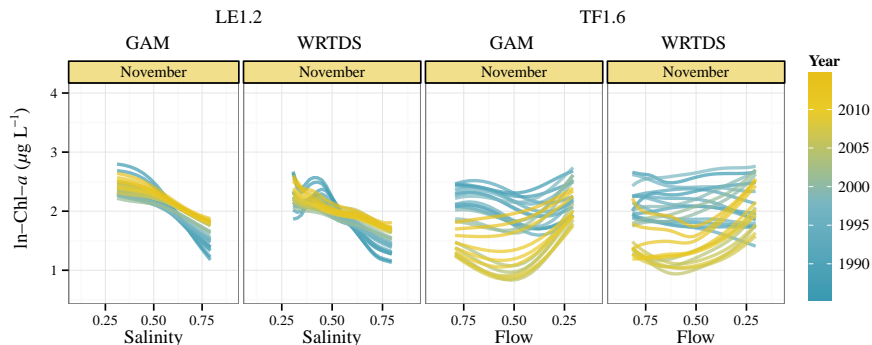 LE1.2 TF1.6
GAM WRTDS GAM WRTDS
November November November November
Year
ln−Chl−a (μg L−1)
4
3
2
1
2010
2005
2000
1995
1990
0.25 0.50 0.75 0.25 0.50 0.75 0.75 0.50 0.25 0.75 0.50 0.25
Salinity Salinity Flow Flow